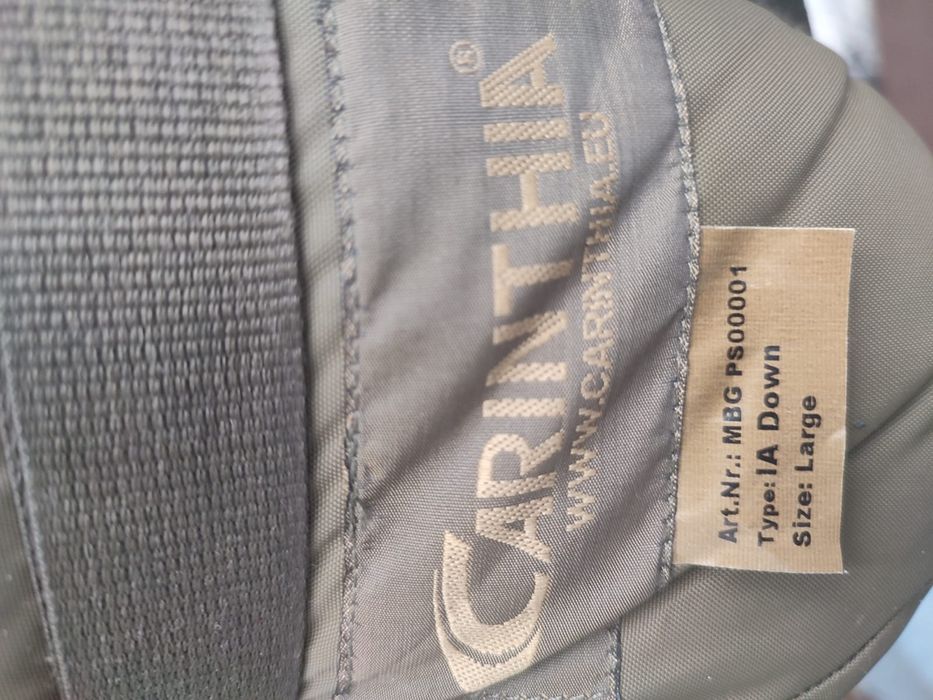 CARINTHIA®
WWW.CARINTHIA.EU
Art.Nr.: MBG PS00001
Type: IA Down
Size: Large